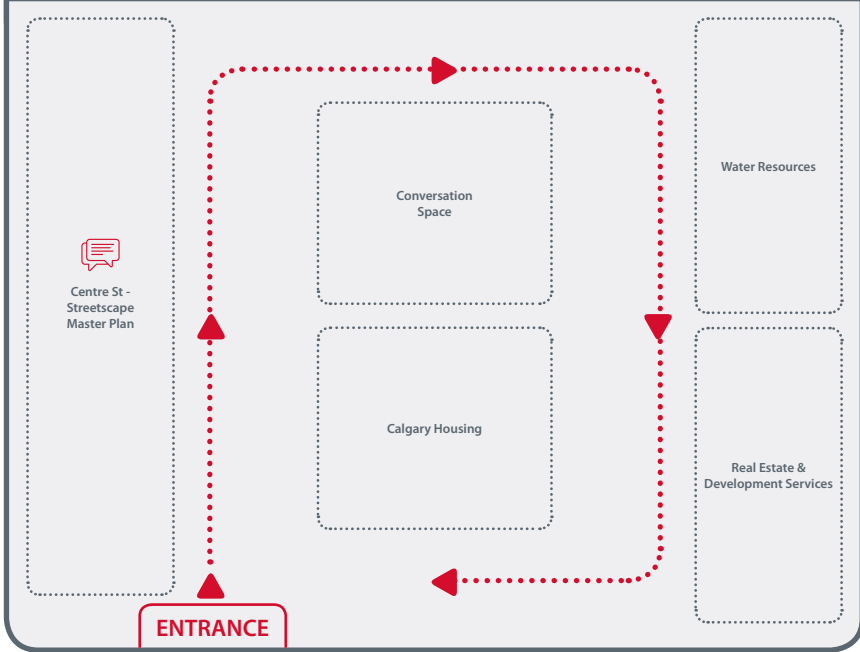 Centre St -
Streetscape
Master Plan
Conversation
Space
Calgary Housing
Water Resources
Real Estate &
Development Services
ENTRANCE